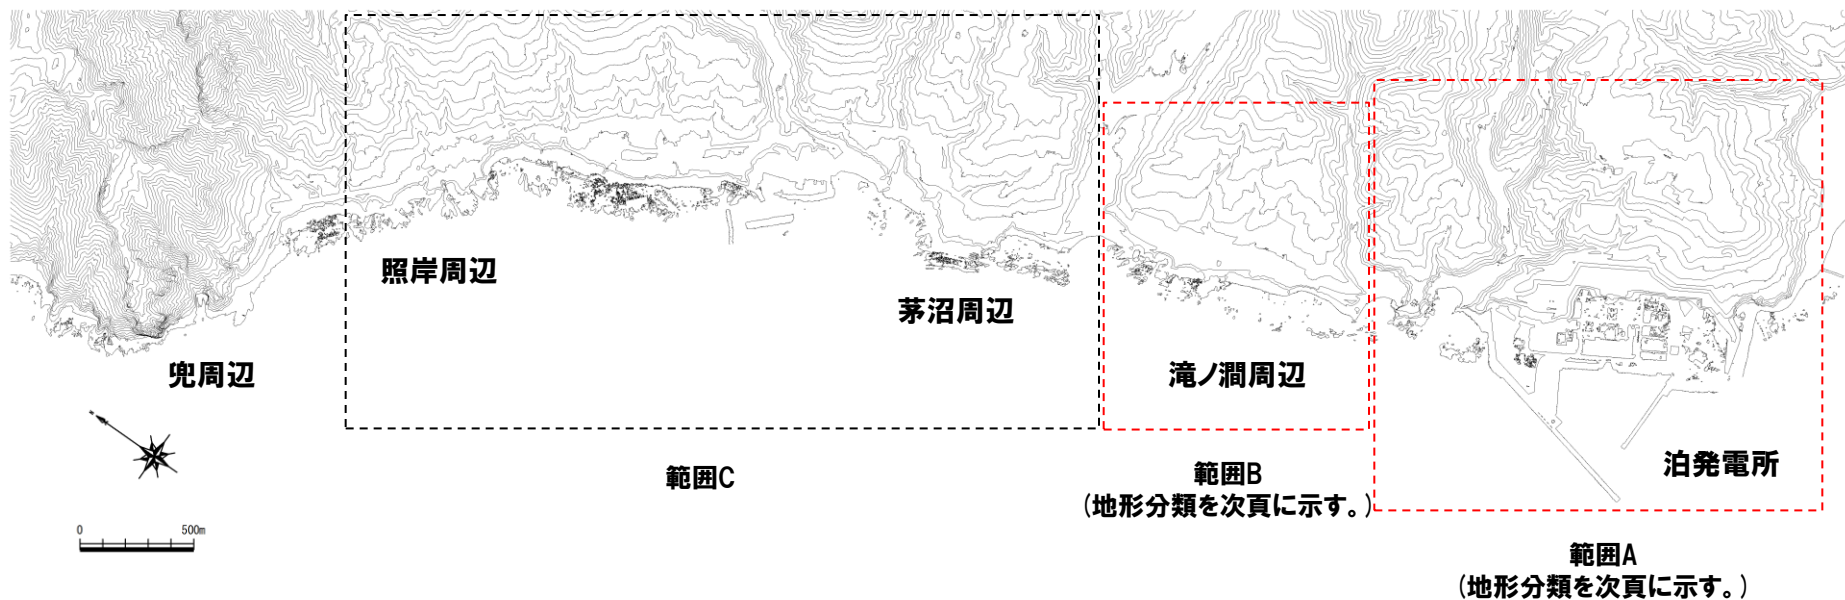 照岸周辺
茅沼周辺
兜周辺
滝ノ澗周辺
泊発電所
範囲C
範囲B
(地形分類を次頁に示す。)
範囲A
(地形分類を次頁に示す。)
0 500m